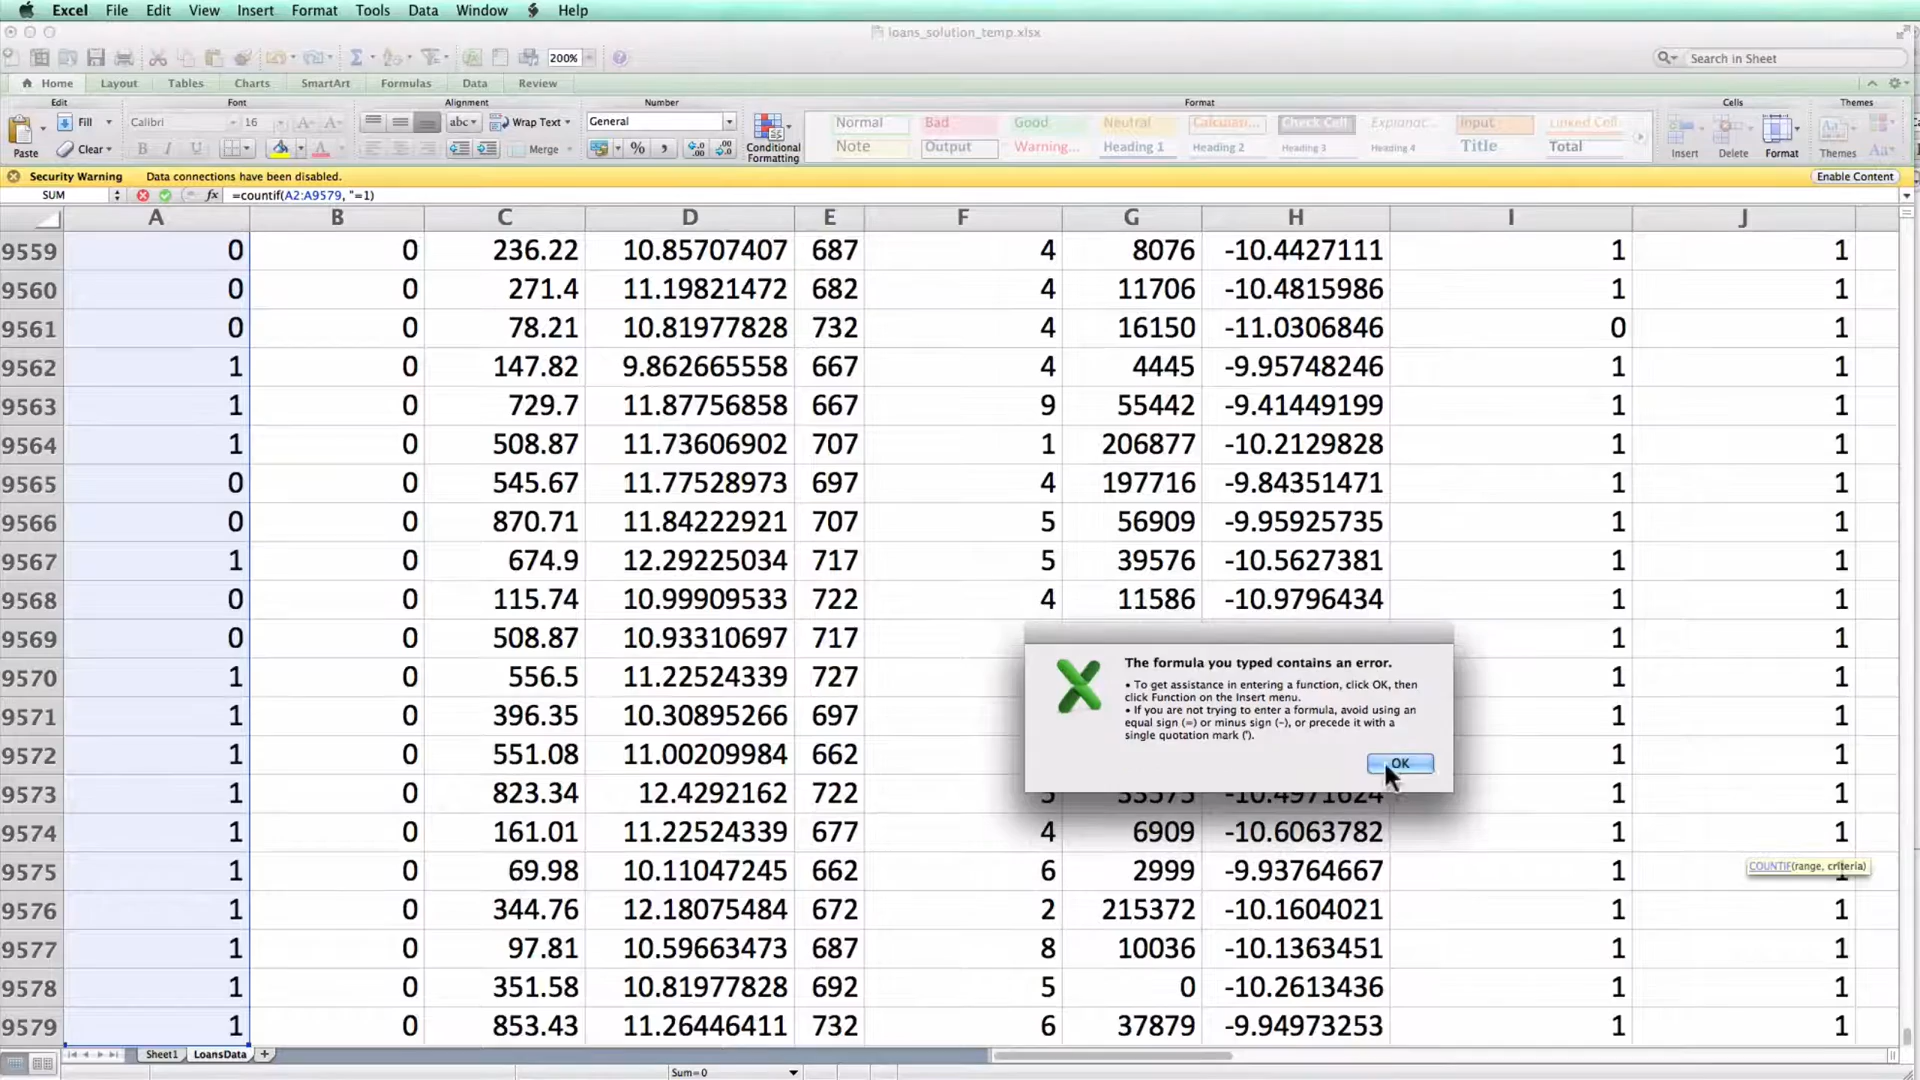 Excel File Edit View Insert Format Tools Data Window Help
loans_solution_temp.xlsx
200% Search in Sheet
Home Layout Tables Charts SmartArt Formulas Data Review
Edit Font Alignment Number Format Cells Themes
Fill Calibri 16 abc Wrap Text General Normal Bad Good Neutral Calculati... Check Cell Explanac... Input Linked Cell
Paste Clear B I U Merge % Conditional Formatting Note Output Warning... Heading 1 Heading 2 Heading 3 Heading 4 Title Total Insert Delete Format Themes Aa
Security Warning Data connections have been disabled. Enable Content
SUM fx =countif(A2:A9579, "=1)
A B C D E F G H I J
9559 0 0 236.22 10.85707407 687 4 8076 -10.4427111 1 1
9560 0 0 271.4 11.19821472 682 4 11706 -10.4815986 1 1
9561 0 0 78.21 10.81977828 732 4 16150 -11.0306846 0 1
9562 1 0 147.82 9.862665558 667 4 4445 -9.95748246 1 1
9563 1 0 729.7 11.87756858 667 9 55442 -9.41449199 1 1
9564 1 0 508.87 11.73606902 707 1 206877 -10.2129828 1 1
9565 0 0 545.67 11.77528973 697 4 197716 -9.84351471 1 1
9566 0 0 870.71 11.84222921 707 5 56909 -9.95925735 1 1
9567 1 0 674.9 12.29225034 717 5 39576 -10.5627381 1 1
9568 0 0 115.74 10.99909533 722 4 11586 -10.9796434 1 1
9569 0 0 508.87 10.93310697 717 1 1
9570 1 0 556.5 11.22524339 727 1 1
9571 1 0 396.35 10.30895266 697 1 1
9572 1 0 551.08 11.00209984 662 1 1
9573 1 0 823.34 12.4292162 722 1 1
9574 1 0 161.01 11.22524339 677 4 6909 -10.6063782 1 1
9575 1 0 69.98 10.11047245 662 6 2999 -9.93764667 1 1
9576 1 0 344.76 12.18075484 672 2 215372 -10.1604021 1 1
9577 1 0 97.81 10.59663473 687 8 10036 -10.1363451 1 1
9578 1 0 351.58 10.81977828 692 5 0 -10.2613436 1 1
9579 1 0 853.43 11.26446411 732 6 37879 -9.94973253 1 1
The formula you typed contains an error.
• To get assistance in entering a function, click OK, then
click Function on the Insert menu.
• If you are not trying to enter a formula, avoid using an
equal sign (=) or minus sign (-), or precede it with a
single quotation mark (').
OK
COUNTIF(range, criteria)
Sheet1 LoansData +
Sum=0